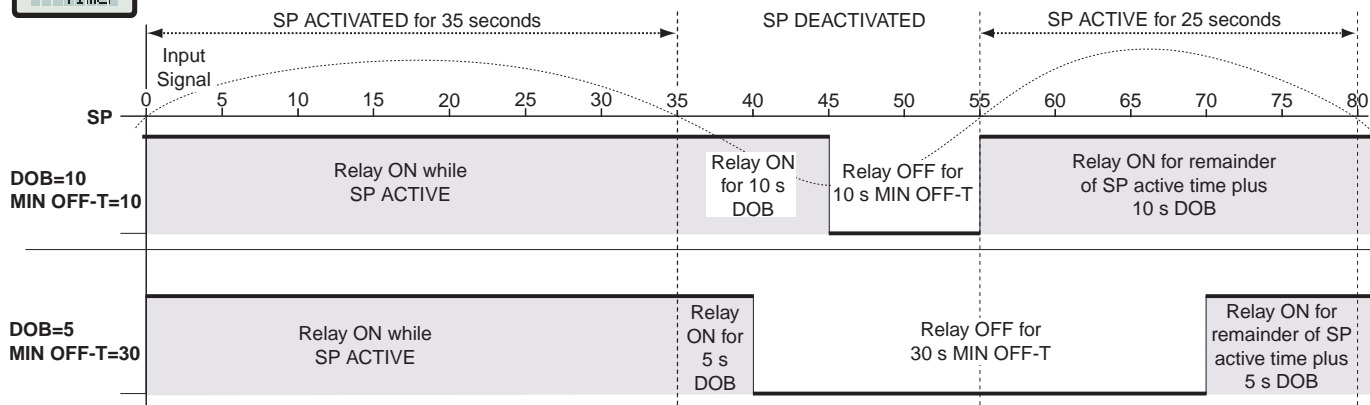 TIME!
SP ACTIVATED for 35 seconds
SP DEACTIVATED
SP ACTIVE for 25 seconds
Input
Signal
0 5 10 15 20 25 30 35 40 45 50 55 60 65 70 75 80
SP
DOB=10
MIN OFF-T=10
Relay ON while
SP ACTIVE
Relay ON
for 10 s
DOB
Relay OFF for
10 s MIN OFF-T
Relay ON for remainder
of SP active time plus
10 s DOB
DOB=5
MIN OFF-T=30
Relay ON while
SP ACTIVE
Relay
ON for
5 s
DOB
Relay OFF for
30 s MIN OFF-T
Relay ON for
remainder of SP
active time plus
5 s DOB